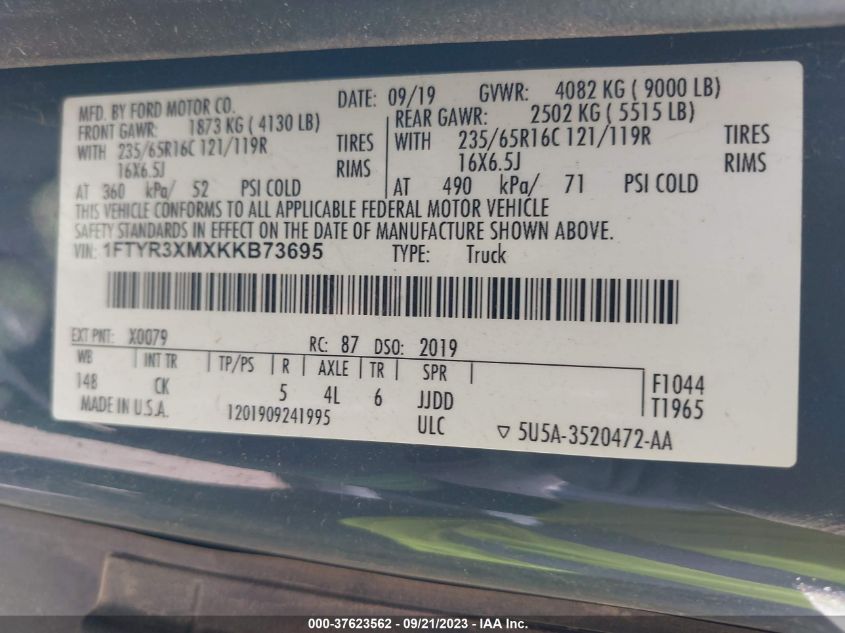 MFD. BY FORD MOTOR CO. DATE: 09/19 GVWR: 4082 KG ( 9000 LB)
FRONT GAWR: 1873 KG ( 4130 LB) REAR GAWR: 2502 KG ( 5515 LB)
WITH 235/65R16C 121/119R TIRES WITH 235/65R16C 121/119R TIRES
16X6.5J RIMS 16X6.5J RIMS
AT 360 kPa/ 52 PSI COLD AT 490 kPa/ 71 PSI COLD
THIS VEHICLE CONFORMS TO ALL APPLICABLE FEDERAL MOTOR VEHICLE
SAFETY STANDARDS IN EFFECT ON THE DATE OF MANUFACTURE SHOWN ABOVE.
VIN: 1FTYR3XMXKKB73695 TYPE: Truck
EXT PNT: X0079 RC: 87 DSO: 2019
WB INT TR TP/PS R AXLE TR SPR
148 CK 5 4L 6 JJDD F1044
MADE IN U.S.A. 1201909241995 ULC T1965
5U5A-3520472-AA
000-37623562 - 09/21/2023 - IAA Inc.